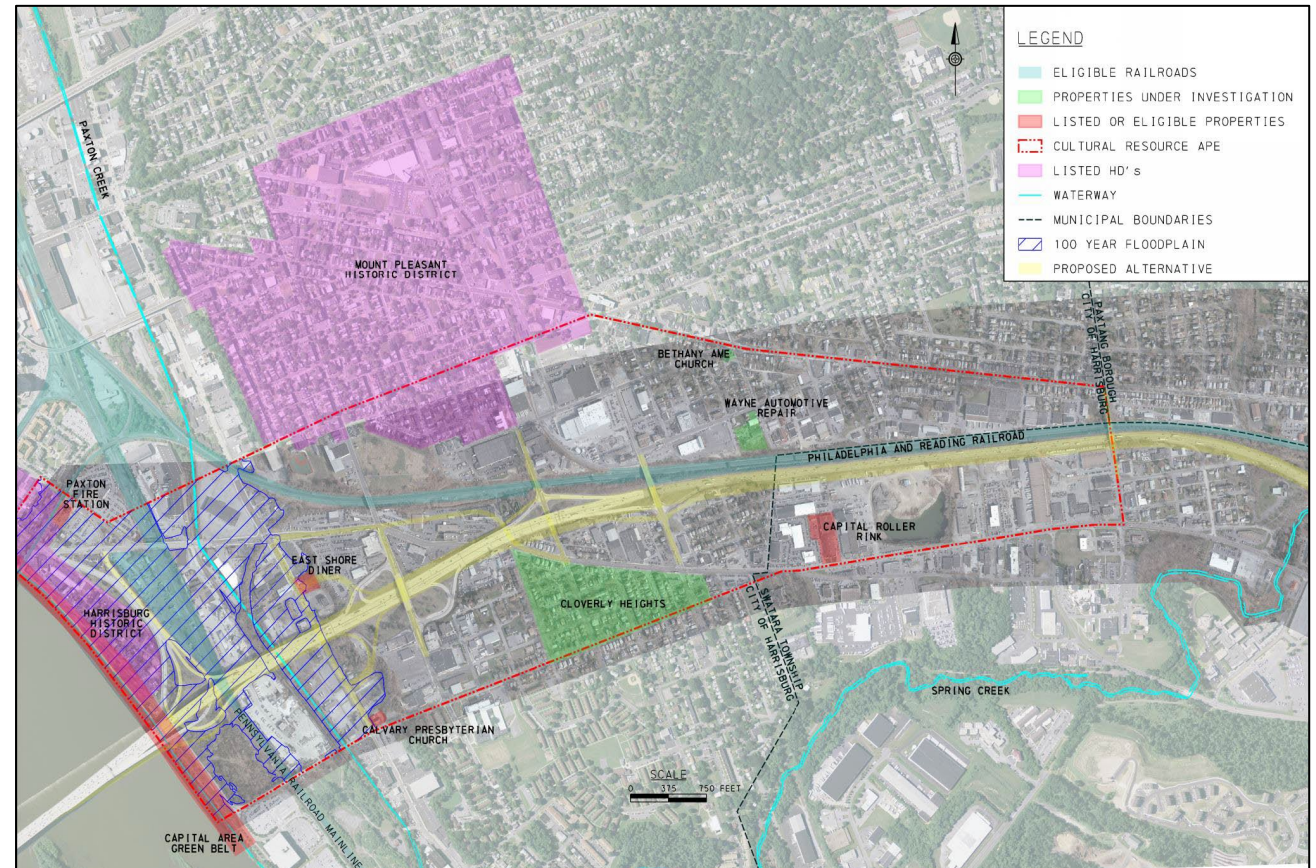 LEGEND
ELIGIBLE RAILROADS
PROPERTIES UNDER INVESTIGATION
LISTED OR ELIGIBLE PROPERTIES
CULTURAL RESOURCE APE
LISTED HD's
WATERWAY
MUNICIPAL BOUNDARIES
100 YEAR FLOODPLAIN
PROPOSED ALTERNATIVE
PAXTON CREEK
MOUNT PLEASANT
HISTORIC DISTRICT
PAXTANG BOROUGH
CITY OF HARRISBURG
BETHANY AME
CHURCH
WAYNE AUTOMOTIVE
REPAIR
PHILADELPHIA AND READING RAILROAD
PAXTON
FIRE
STATION
CAPITAL ROLLER
RINK
EAST SHORE
DINER
CLOVERLY HEIGHTS
HARRISBURG
HISTORIC
DISTRICT
SWATARA TOWNSHIP
CITY OF HARRISBURG
SPRING CREEK
CALVARY PRESBYTERIAN
CHURCH
PENNSYLVANIA RAILROAD MAINLINE
SCALE
0 375 750 FEET
CAPITAL AREA
GREEN BELT